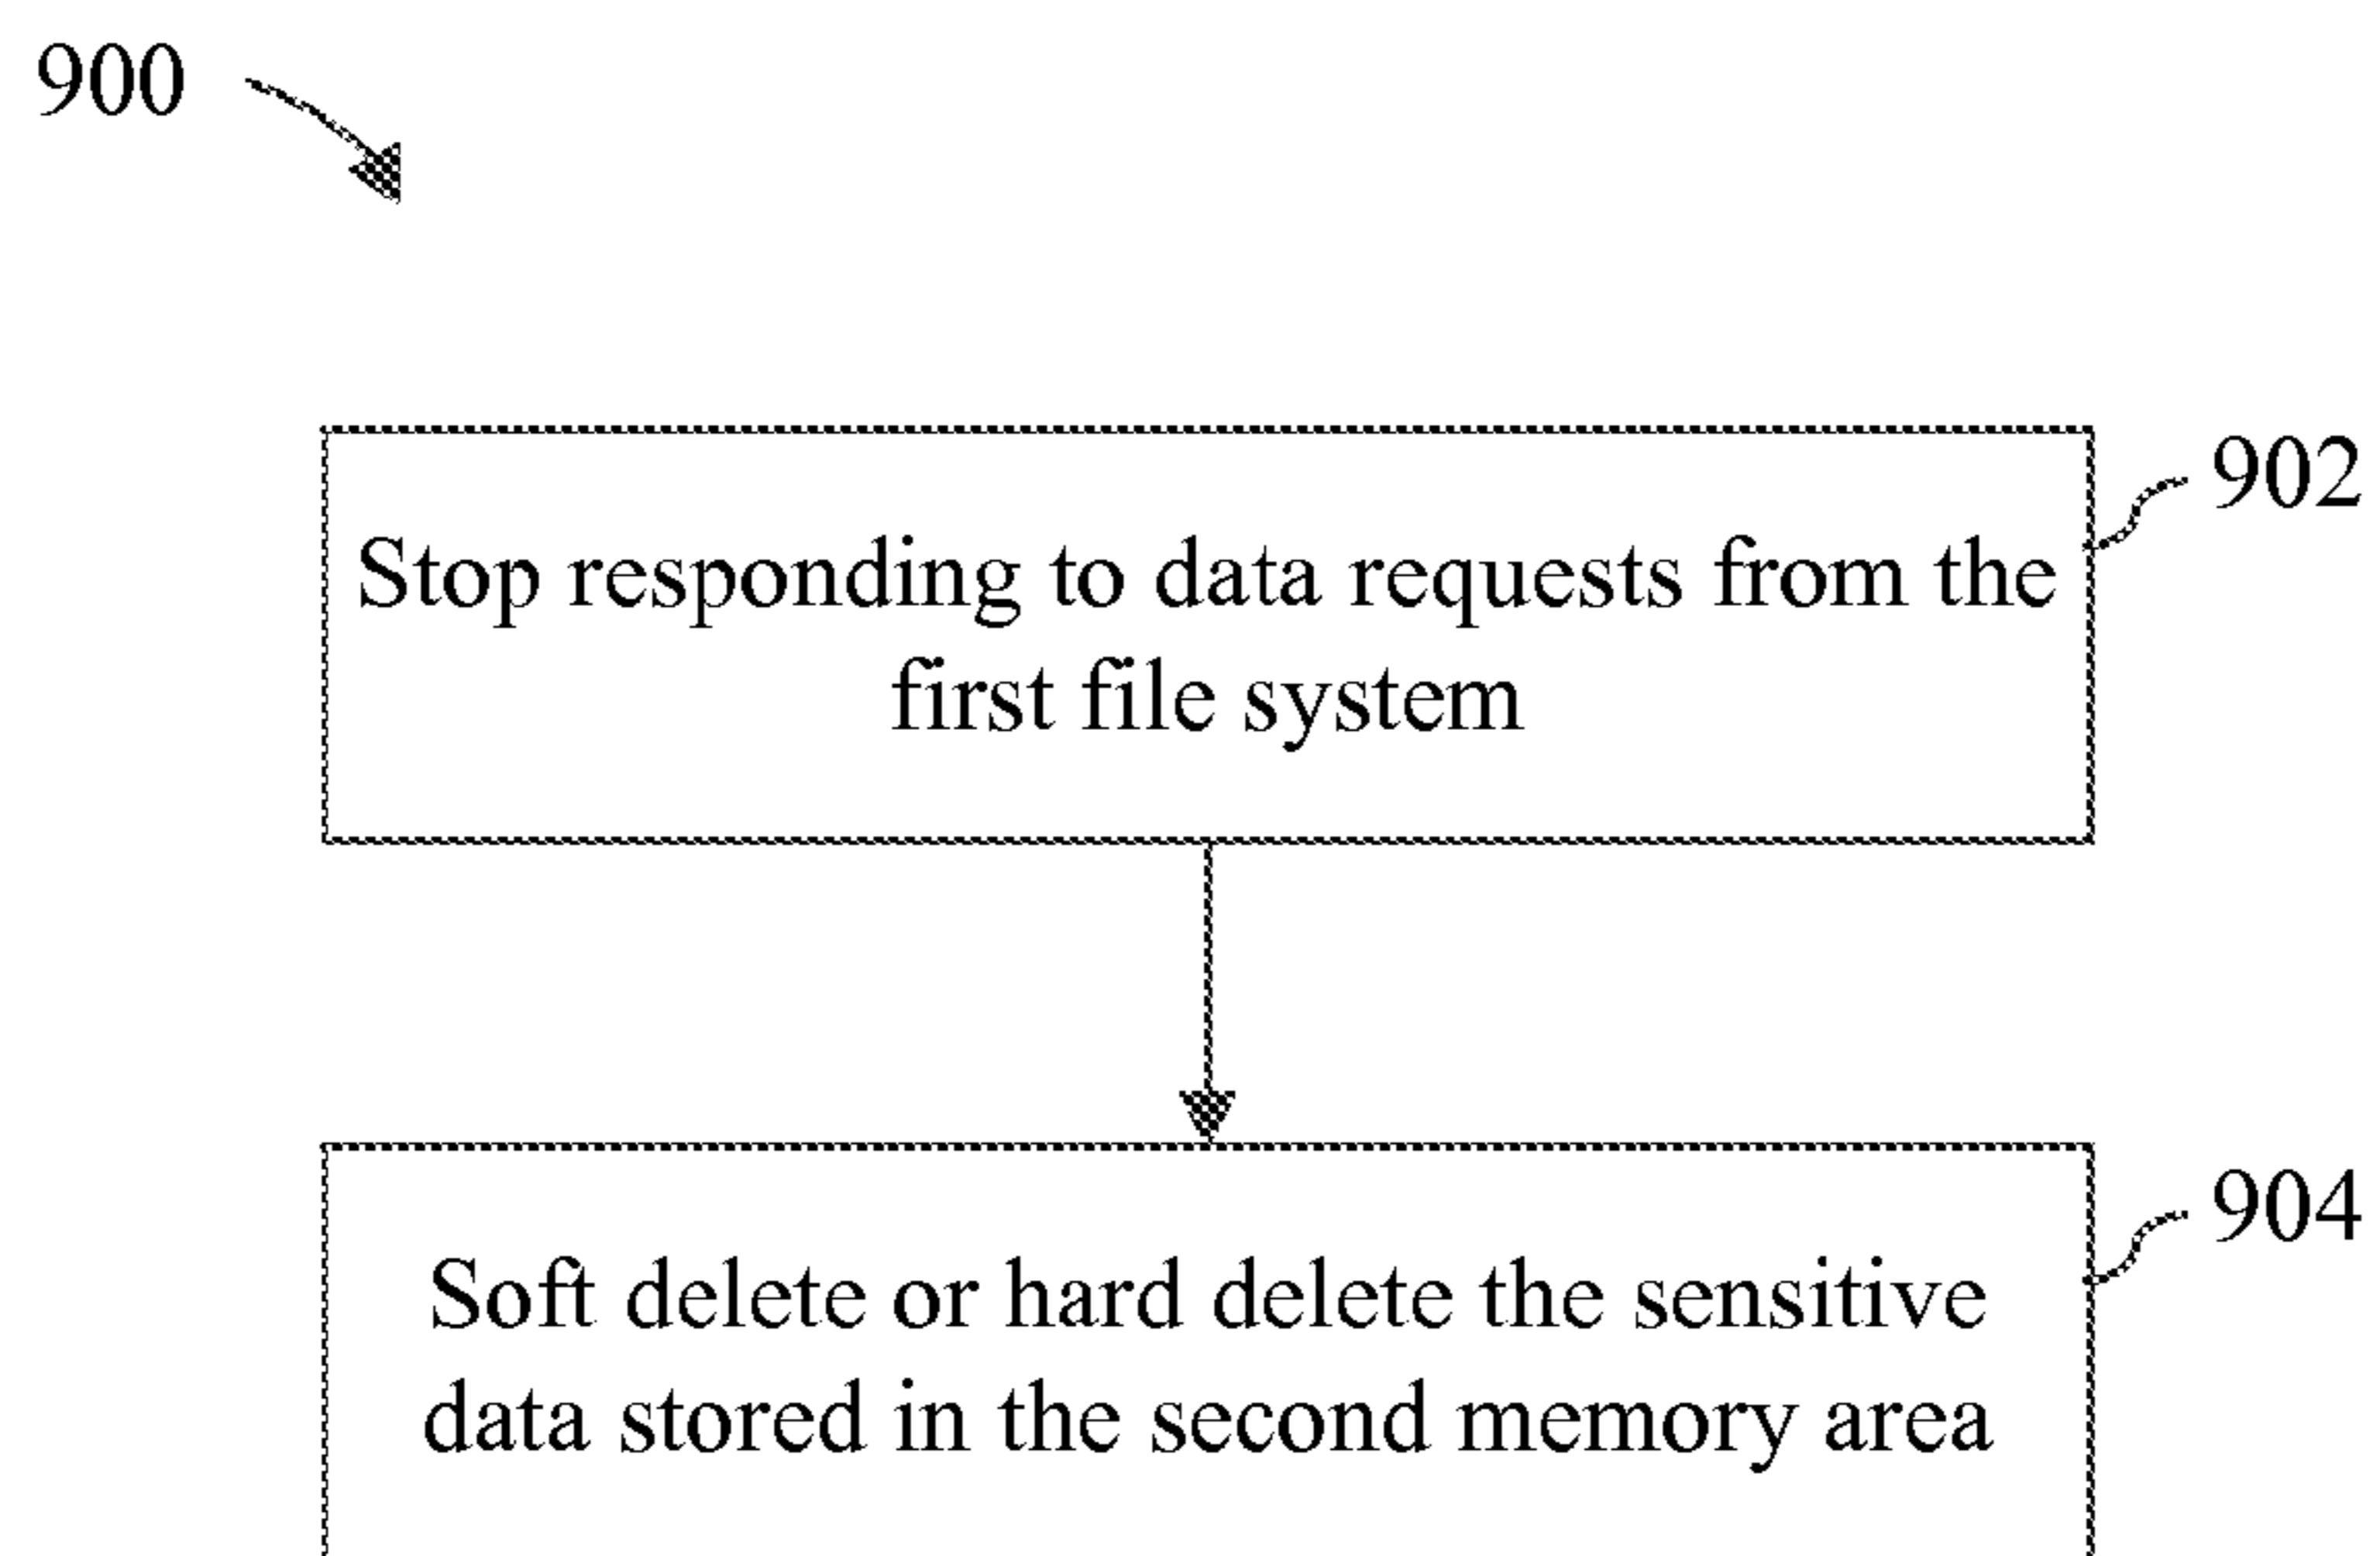 900
902
Stop responding to data requests from the
first file system
904
Soft delete or hard delete the sensitive
data stored in the second memory area